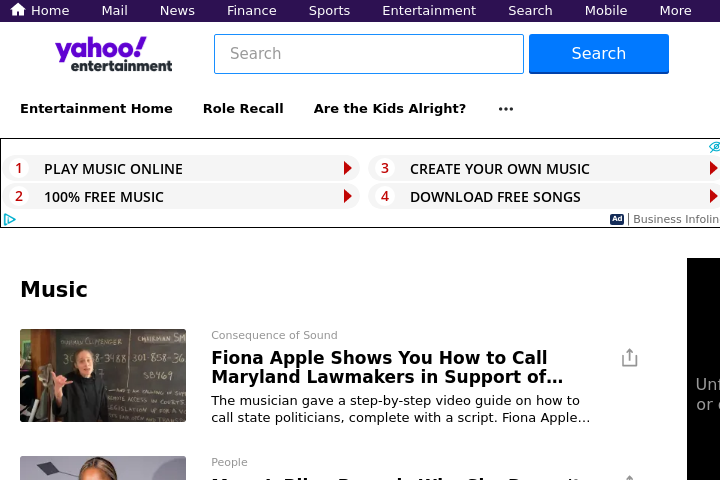 Home Mail News Finance Sports Entertainment Search Mobile More
yahoo!
entertainment
Search
Search
Entertainment Home Role Recall Are the Kids Alright? •••
1 PLAY MUSIC ONLINE
2 100% FREE MUSIC
3 CREATE YOUR OWN MUSIC
4 DOWNLOAD FREE SONGS
Ad | Business Infolin
Music
Consequence of Sound
Fiona Apple Shows You How to Call
Maryland Lawmakers in Support of...
The musician gave a step-by-step video guide on how to
call state politicians, complete with a script. Fiona Apple...
301-858-36
People
or